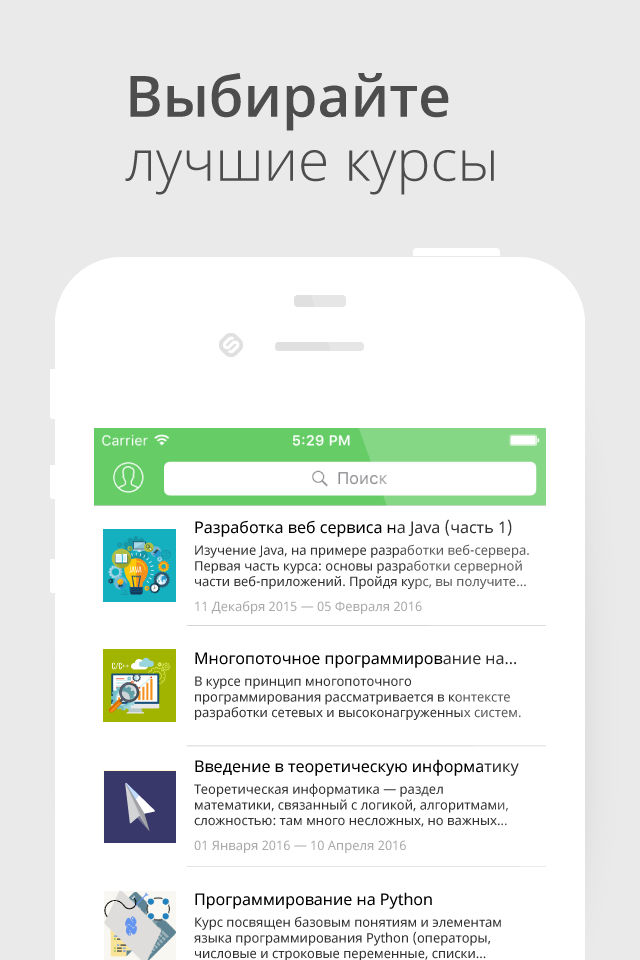 Выбирайте
лучшие курсы
Carrier 5:29 PM
Поиск
Разработка веб сервиса на Java (часть 1)
Изучение Java, на примере разработки веб-сервера.
Первая часть курса: основы разработки серверной
части веб-приложений. Пройдя курс, вы получите...
11 Декабря 2015 — 05 Февраля 2016
JAVA
Многопоточное программирование на...
В курсе принцип многопоточного
программирования рассматривается в контексте
разработки сетевых и высоконагруженных систем.
C/C++
Введение в теоретическую информатику
Теоретическая информатика — раздел
математики, связанный с логикой, алгоритмами,
сложностью: там много несложных, но важных...
01 Января 2016 — 10 Апреля 2016
Программирование на Python
Курс посвящен базовым понятиям и элементам
языка программирования Python (операторы,
числовые и строковые переменные, списки...